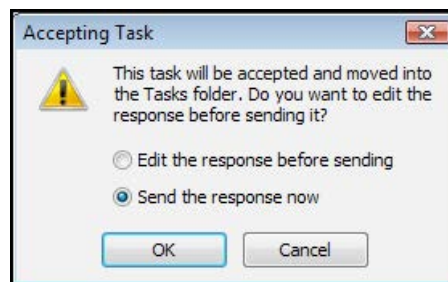 Accepting Task
This task will be accepted and moved into
the Tasks folder. Do you want to edit the
response before sending it?
Edit the response before sending
Send the response now
OK
Cancel